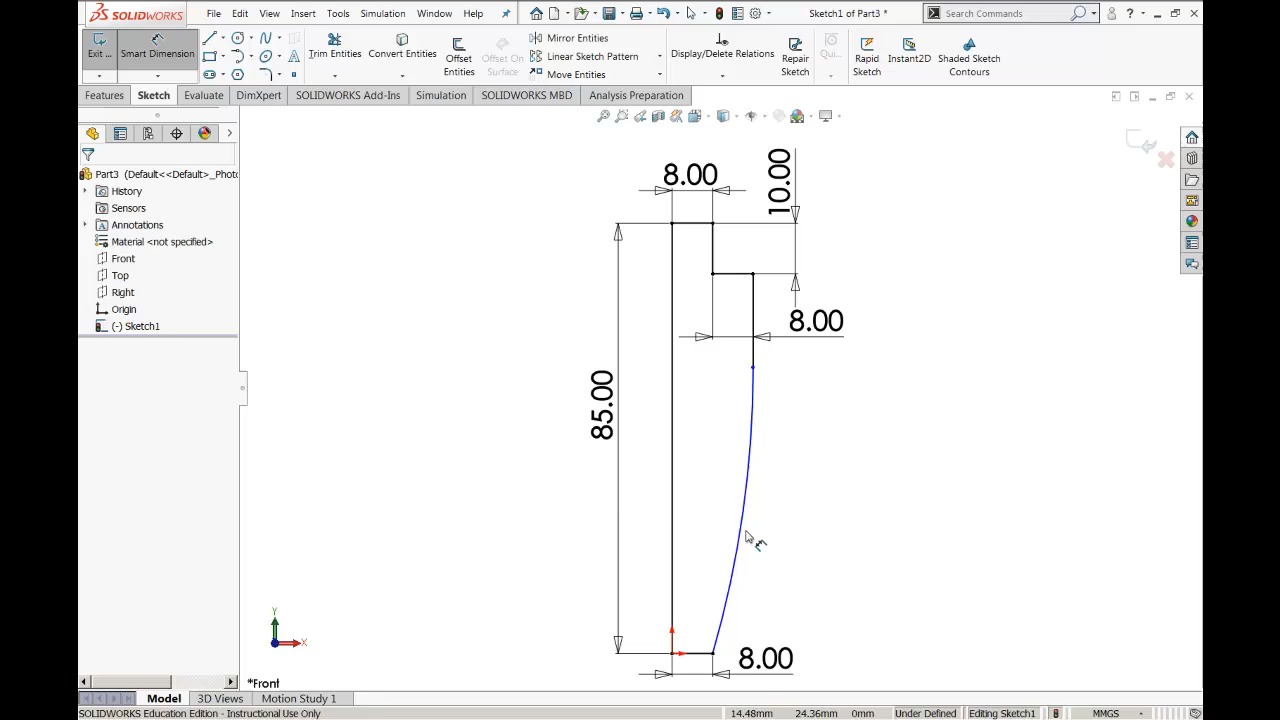 SOLIDWORKS
File Edit View Insert Tools Simulation Window Help
Sketch1 of Part3 *
Search Commands
?
Exit ...
Smart Dimension
Trim Entities
Convert Entities
Offset Entities
Offset On Surface
Mirror Entities
Linear Sketch Pattern
Move Entities
Display/Delete Relations
Repair Sketch
Qui...
Rapid Sketch
Instant2D
Shaded Sketch Contours
Features Sketch Evaluate DimXpert SOLIDWORKS Add-Ins Simulation SOLIDWORKS MBD Analysis Preparation
Part3 (Default<<Default>_Phot
History
Sensors
Annotations
Material <not specified>
Front
Top
Right
Origin
(-) Sketch1
8.00
10.00
8.00
85.00
8.00
Y
X
*Front
Model 3D Views Motion Study 1
SOLIDWORKS Education Edition - Instructional Use Only
14.48mm 24.36mm 0mm Under Defined Editing Sketch1 MMGS